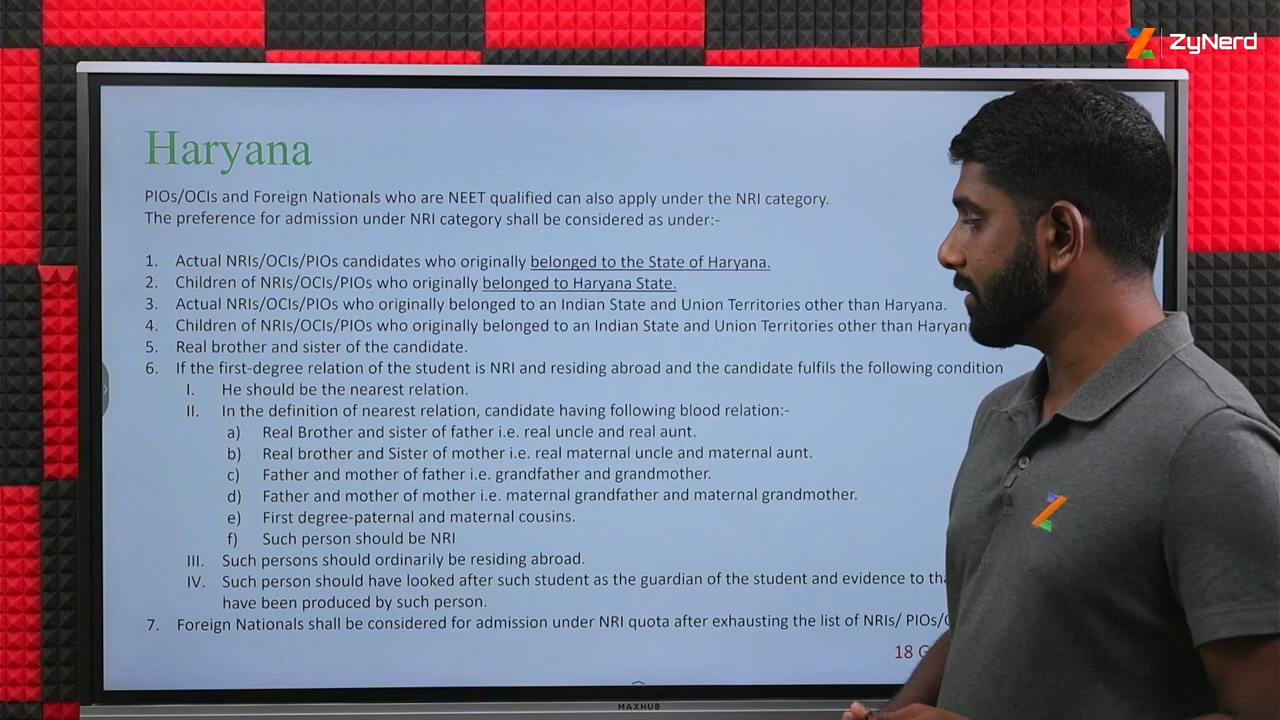 ZyNerd
Haryana
PIOs/OCIs and Foreign Nationals who are NEET qualified can also apply under the NRI category.
The preference for admission under NRI category shall be considered as under:-
1. Actual NRIs/OCIs/PIOs candidates who originally belonged to the State of Haryana.
2. Children of NRIs/OCIs/PIOs who originally belonged to Haryana State.
3. Actual NRIs/OCIs/PIOs who originally belonged to an Indian State and Union Territories other than Haryana.
4. Children of NRIs/OCIs/PIOs who originally belonged to an Indian State and Union Territories other than Haryan
5. Real brother and sister of the candidate.
6. If the first-degree relation of the student is NRI and residing abroad and the candidate fulfils the following condition
I. He should be the nearest relation.
II. In the definition of nearest relation, candidate having following blood relation:-
a) Real Brother and sister of father i.e. real uncle and real aunt.
b) Real brother and Sister of mother i.e. real maternal uncle and maternal aunt.
c) Father and mother of father i.e. grandfather and grandmother.
d) Father and mother of mother i.e. maternal grandfather and maternal grandmother.
e) First degree-paternal and maternal cousins.
f) Such person should be NRI
III. Such persons should ordinarily be residing abroad.
IV. Such person should have looked after such student as the guardian of the student and evidence to
have been produced by such person.
7. Foreign Nationals shall be considered for admission under NRI quota after exhausting the list of NRIs/ PIOs/
18
MAXHUB